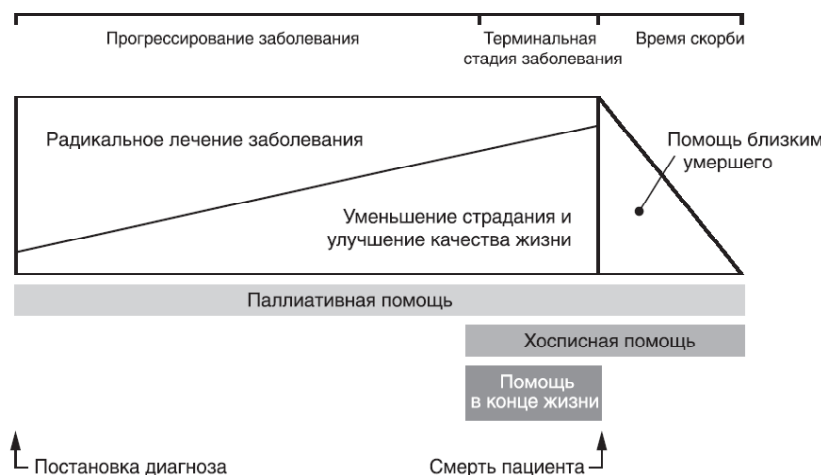 Прогрессирование заболевания
Терминальная
стадия заболевания
Время скорби
Радикальное лечение заболевания
Помощь близким
умершего
Уменьшение страдания и
улучшение качества жизни
Паллиативная помощь
Хосписная помощь
Помощь
в конце жизни
Постановка диагноза
Смерть пациента